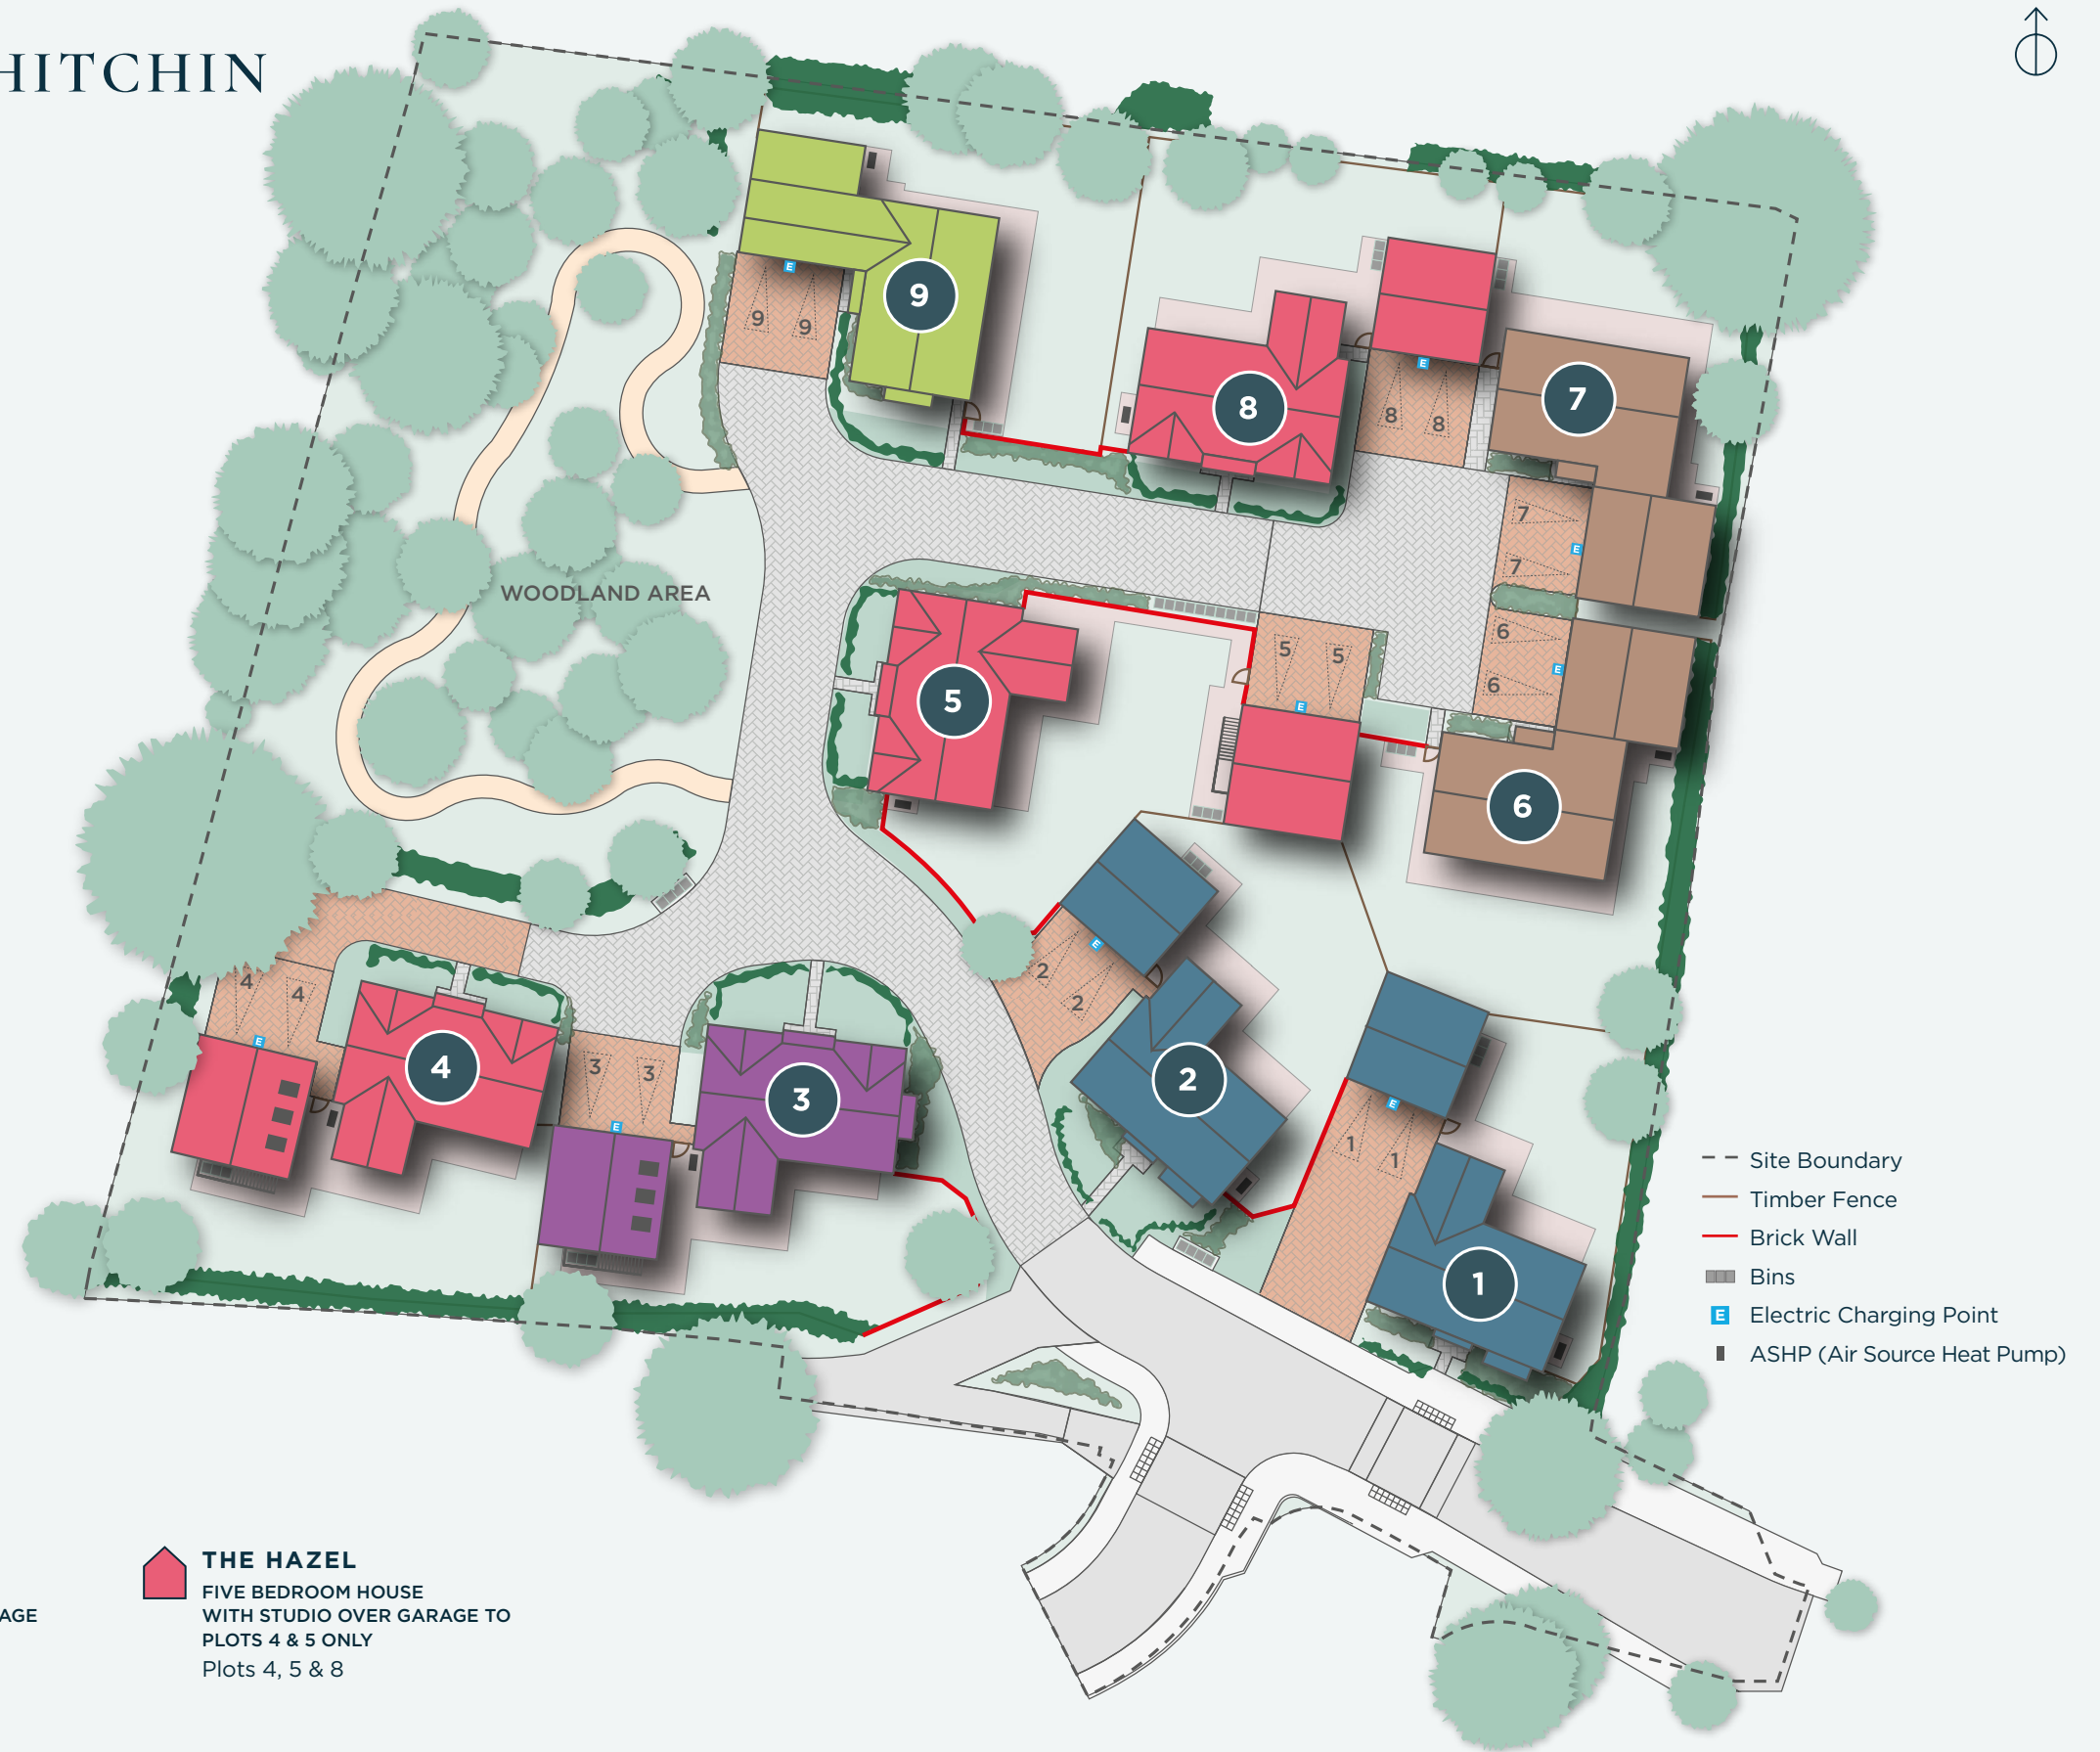 HITCHIN
9
9
9
8
8
8
7
7
7
WOODLAND AREA
5
5
5
6
6
6
2
2
2
4
4
4
3
3
3
1
1
1
E
E
E
E
E
E
E
E
E
Site Boundary
Timber Fence
Brick Wall
Bins
E Electric Charging Point
ASHP (Air Source Heat Pump)
AGE
THE HAZEL
FIVE BEDROOM HOUSE
WITH STUDIO OVER GARAGE TO
PLOTS 4 & 5 ONLY
Plots 4, 5 & 8